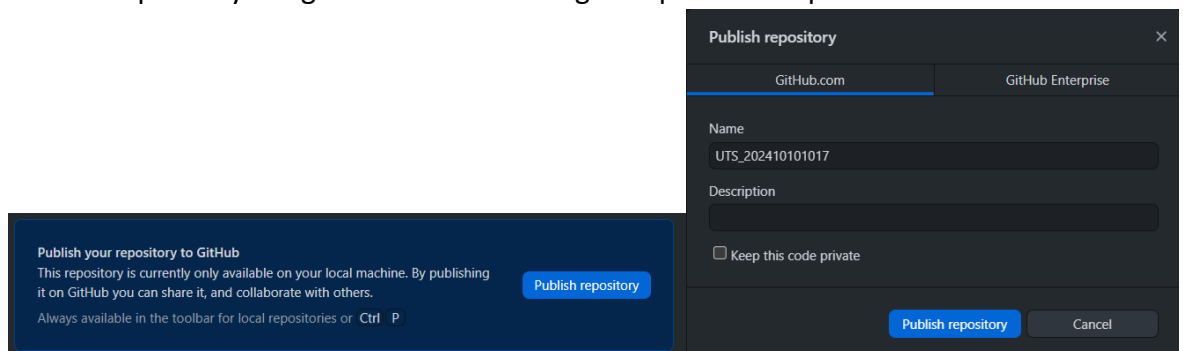 Publish your repository to GitHub
This repository is currently only available on your local machine. By publishing
it on GitHub you can share it, and collaborate with others.
Always available in the toolbar for local repositories or Ctrl P
Publish repository
Publish repository
GitHub.com
GitHub Enterprise
Name
UTS_202410101017
Description
Keep this code private
Publish repository
Cancel